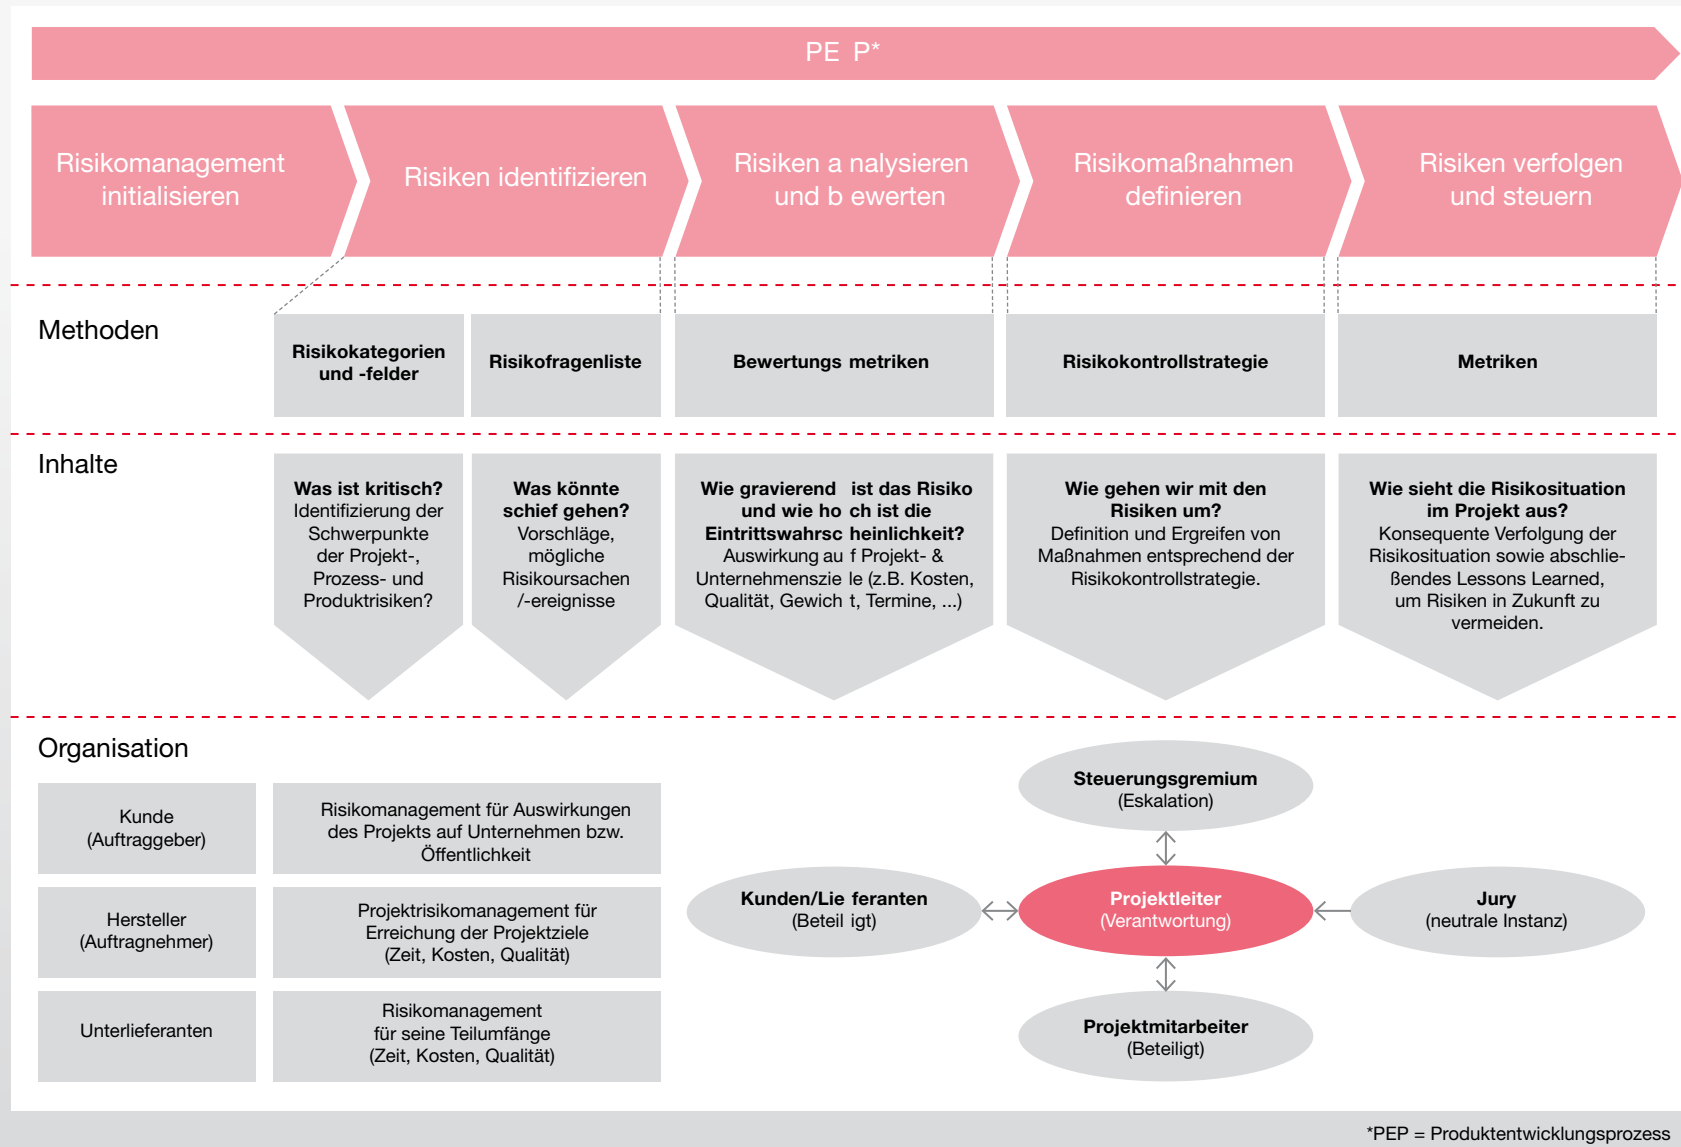 PE P*
Risikomanagement
initialisieren
Risiken identifizieren
Risiken a nalysieren
und b ewerten
Risikomaßnahmen
definieren
Risiken verfolgen
und steuern
Methoden
Risikokategorien
und -felder
Risikofragenliste
Bewertungs metriken
Risikokontrollstrategie
Metriken
Inhalte
Was ist kritisch?
Identifizierung der
Schwerpunkte
der Projekt-,
Prozess- und
Produktrisiken?
Was könnte
schief gehen?
Vorschläge,
mögliche
Risikoursachen
/-ereignisse
Wie gravierend ist das Risiko
und wie ho ch ist die
Eintrittswahrsc heinlichkeit?
Auswirkung au f Projekt- &
Unternehmenszie le (z.B. Kosten,
Qualität, Gewich t, Termine, ...)
Wie gehen wir mit den
Risiken um?
Definition und Ergreifen von
Maßnahmen entsprechend der
Risikokontrollstrategie.
Wie sieht die Risikosituation
im Projekt aus?
Konsequente Verfolgung der
Risikosituation sowie abschlie-
ßendes Lessons Learned,
um Risiken in Zukunft zu
vermeiden.
Organisation
Kunde
(Auftraggeber)
Risikomanagement für Auswirkungen
des Projekts auf Unternehmen bzw.
Öffentlichkeit
Hersteller
(Auftragnehmer)
Projektrisikomanagement für
Erreichung der Projektziele
(Zeit, Kosten, Qualität)
Unterlieferanten
Risikomanagement
für seine Teilumfänge
(Zeit, Kosten, Qualität)
Steuerungsgremium
(Eskalation)
Kunden/Lie feranten
(Beteil igt)
Projektleiter
(Verantwortung)
Jury
(neutrale Instanz)
Projektmitarbeiter
(Beteiligt)
*PEP = Produktentwicklungsprozess